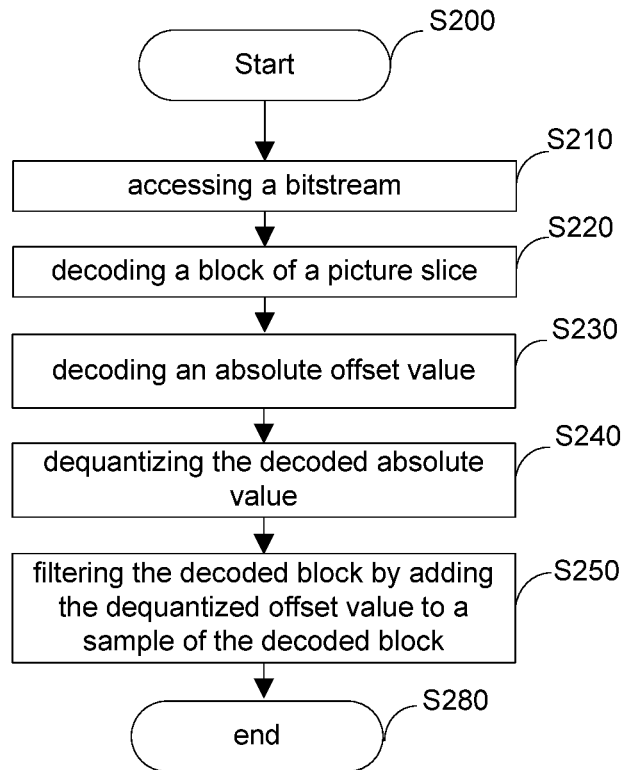 S200
Start
S210
accessing a bitstream
S220
decoding a block of a picture slice
S230
decoding an absolute offset value
S240
dequantizing the decoded absolute
value
S250
filtering the decoded block by adding
the dequantized offset value to a
sample of the decoded block
S280
end